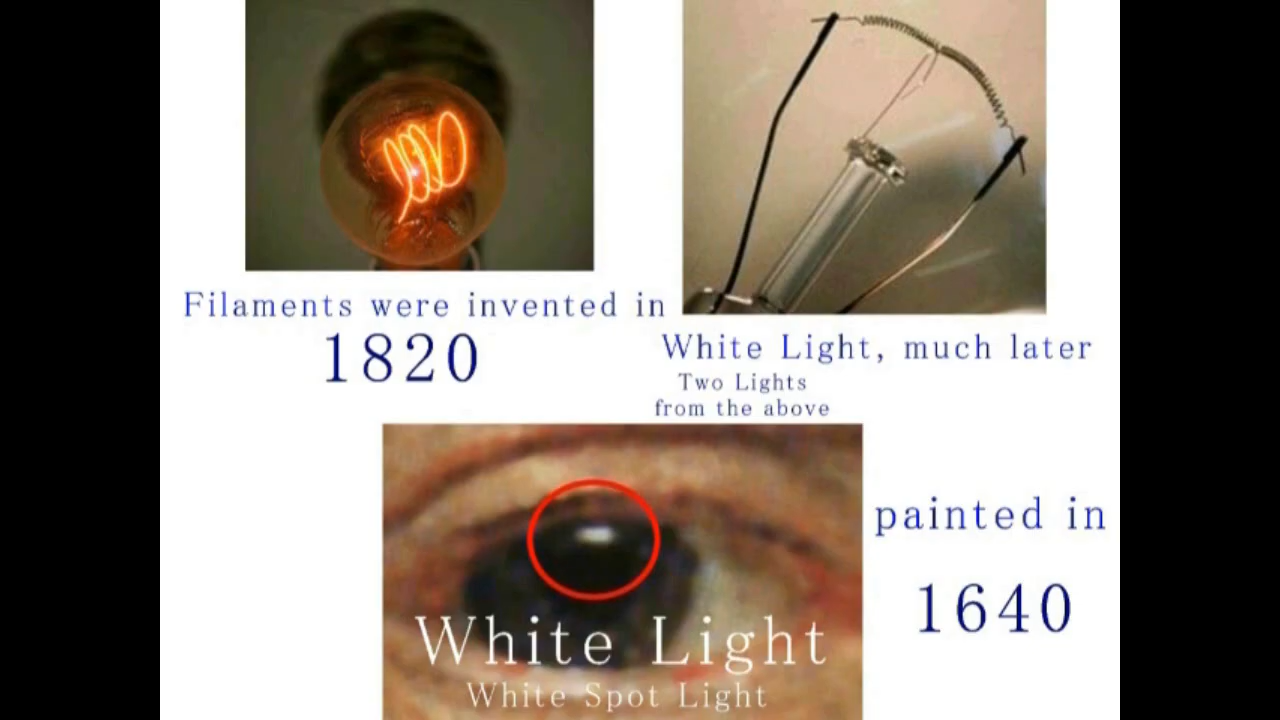 Filaments were invented in
1820
White Light, much later
Two Lights
from the above
painted in
1640
White Light
White Spot Light